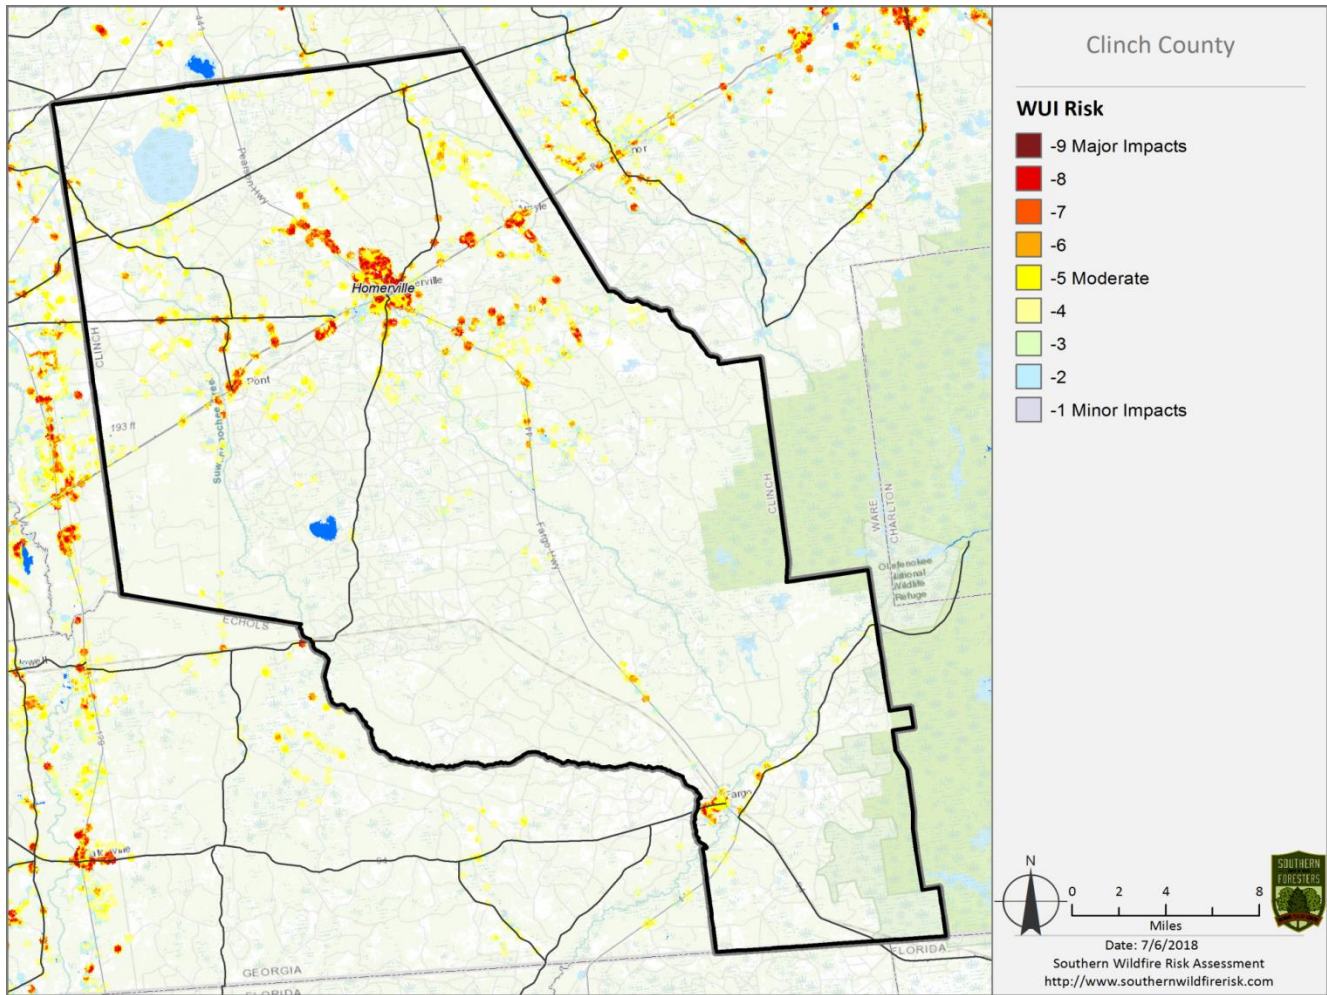 Clinch County
WUI Risk
-9 Major Impacts
-8
-7
-6
-5 Moderate
-4
-3
-2
-1 Minor Impacts
441
Pearson Hwy
Homerville
erville
Pont
CLINCH
193 ft
ECHOLS
Fargo Hwy
CLINCH
WARE
CHARLTON
Okefenokee
National
Wildlife
Refuge
129
Fargo
GEORGIA
FLORIDA
FLORIDA
N
0 2 4 8
Miles
SOUTHERN
FORESTERS
Date: 7/6/2018
Southern Wildfire Risk Assessment
http://www.southernwildfirerisk.com